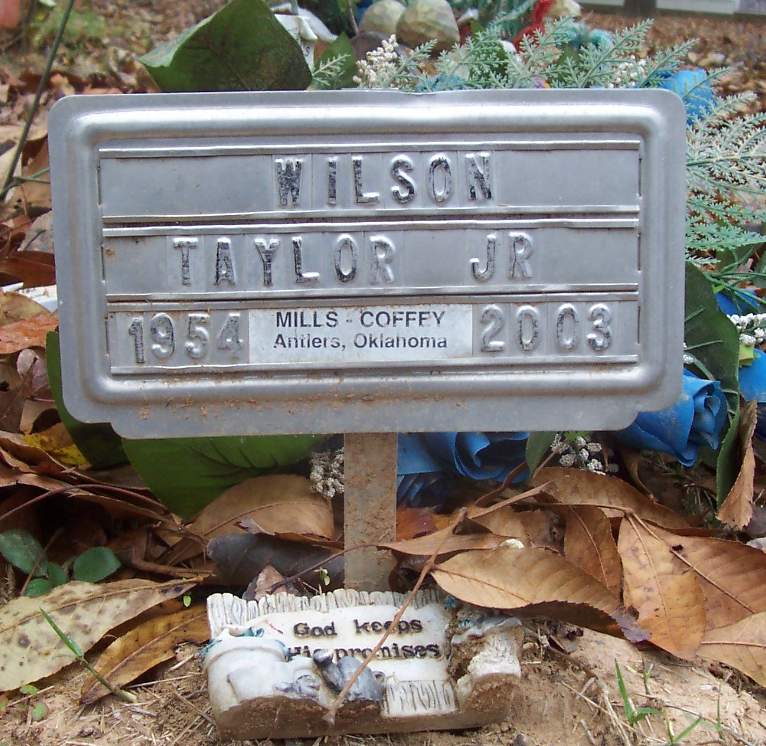 WILSON
TAYLOR JR
1954 MILLS - COFFEY 2003
Antlers, Oklahoma
God keeps
His promises